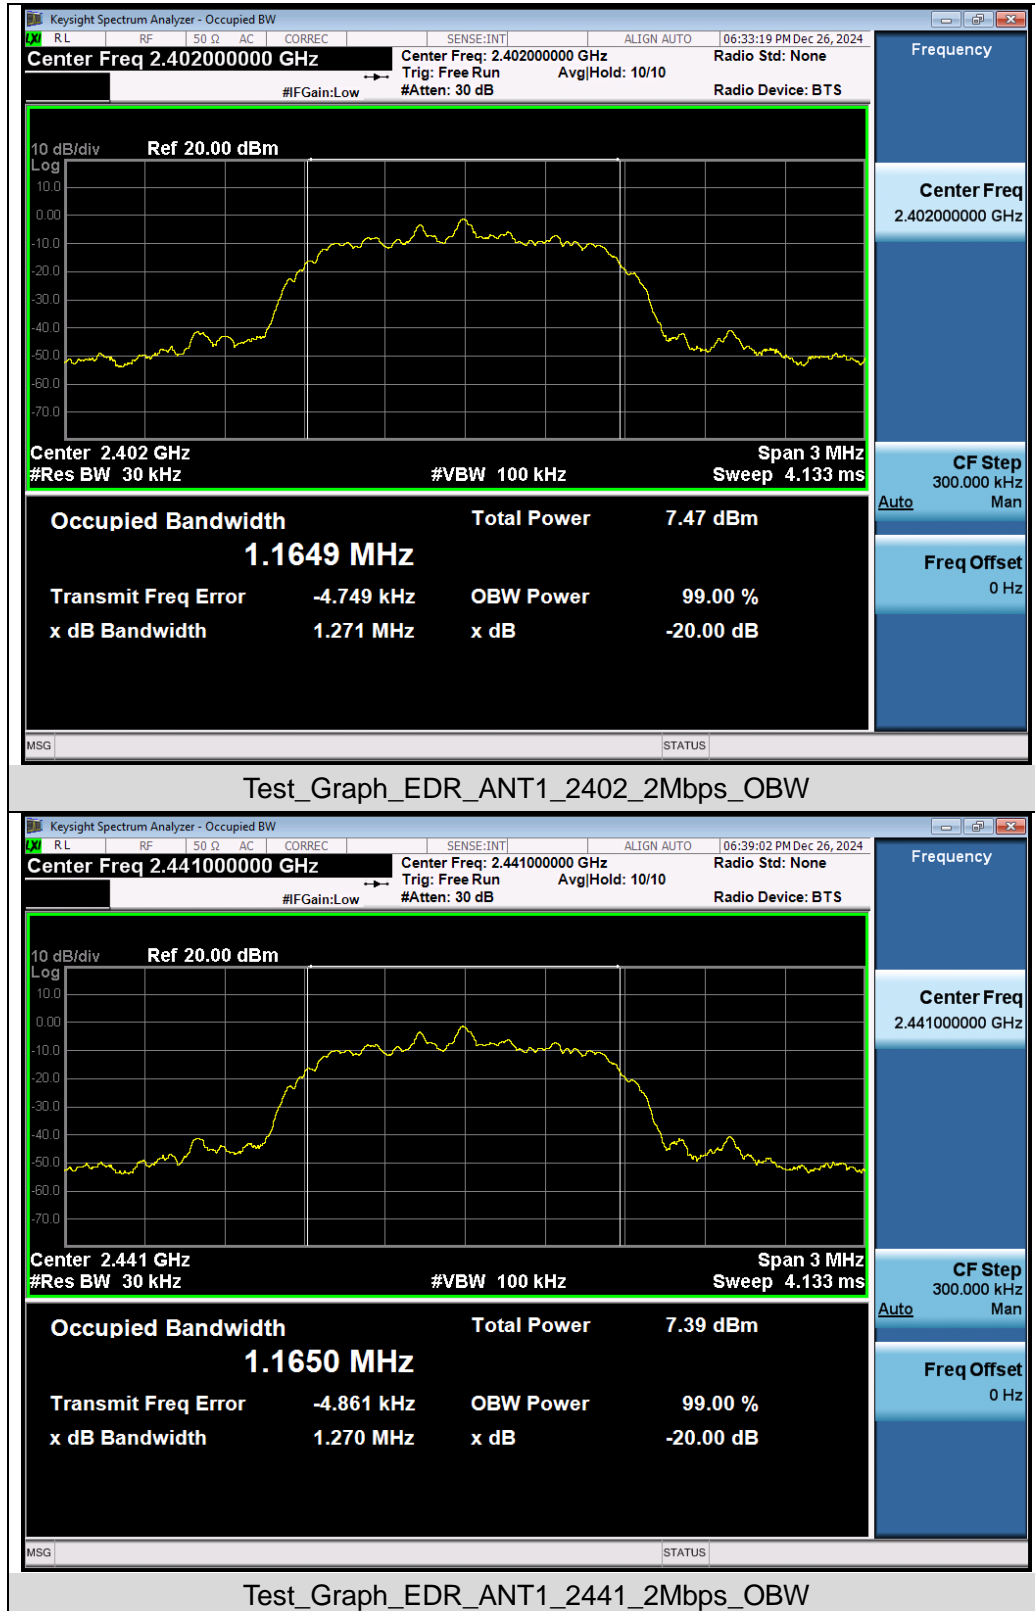 Keysight Spectrum Analyzer - Occupied BW
LXI RL RF 50 Ω AC CORREC SENSE:INT ALIGN AUTO 06:33:19 PM Dec 26, 2024
Center Freq 2.402000000 GHz
Center Freq: 2.402000000 GHz
Radio Std: None
Trig: Free Run Avg|Hold: 10/10
#IFGain:Low
#Atten: 30 dB
Radio Device: BTS
10 dB/div Ref 20.00 dBm
Log
10.0
0.00
-10.0
-20.0
-30.0
-40.0
-50.0
-60.0
-70.0
Center 2.402 GHz Span 3 MHz
#Res BW 30 kHz #VBW 100 kHz Sweep 4.133 ms
Occupied Bandwidth Total Power 7.47 dBm
1.1649 MHz
Transmit Freq Error -4.749 kHz OBW Power 99.00 %
x dB Bandwidth 1.271 MHz x dB -20.00 dB
MSG STATUS
Frequency
Center Freq
2.402000000 GHz
CF Step
300.000 kHz
Auto Man
Freq Offset
0 Hz
Test_Graph_EDR_ANT1_2402_2Mbps_OBW
Keysight Spectrum Analyzer - Occupied BW
LXI RL RF 50 Ω AC CORREC SENSE:INT ALIGN AUTO 06:39:02 PM Dec 26, 2024
Center Freq 2.441000000 GHz
Center Freq: 2.441000000 GHz
Radio Std: None
Trig: Free Run Avg|Hold: 10/10
#IFGain:Low
#Atten: 30 dB
Radio Device: BTS
10 dB/div Ref 20.00 dBm
Log
10.0
0.00
-10.0
-20.0
-30.0
-40.0
-50.0
-60.0
-70.0
Center 2.441 GHz Span 3 MHz
#Res BW 30 kHz #VBW 100 kHz Sweep 4.133 ms
Occupied Bandwidth Total Power 7.39 dBm
1.1650 MHz
Transmit Freq Error -4.861 kHz OBW Power 99.00 %
x dB Bandwidth 1.270 MHz x dB -20.00 dB
MSG STATUS
Frequency
Center Freq
2.441000000 GHz
CF Step
300.000 kHz
Auto Man
Freq Offset
0 Hz
Test_Graph_EDR_ANT1_2441_2Mbps_OBW